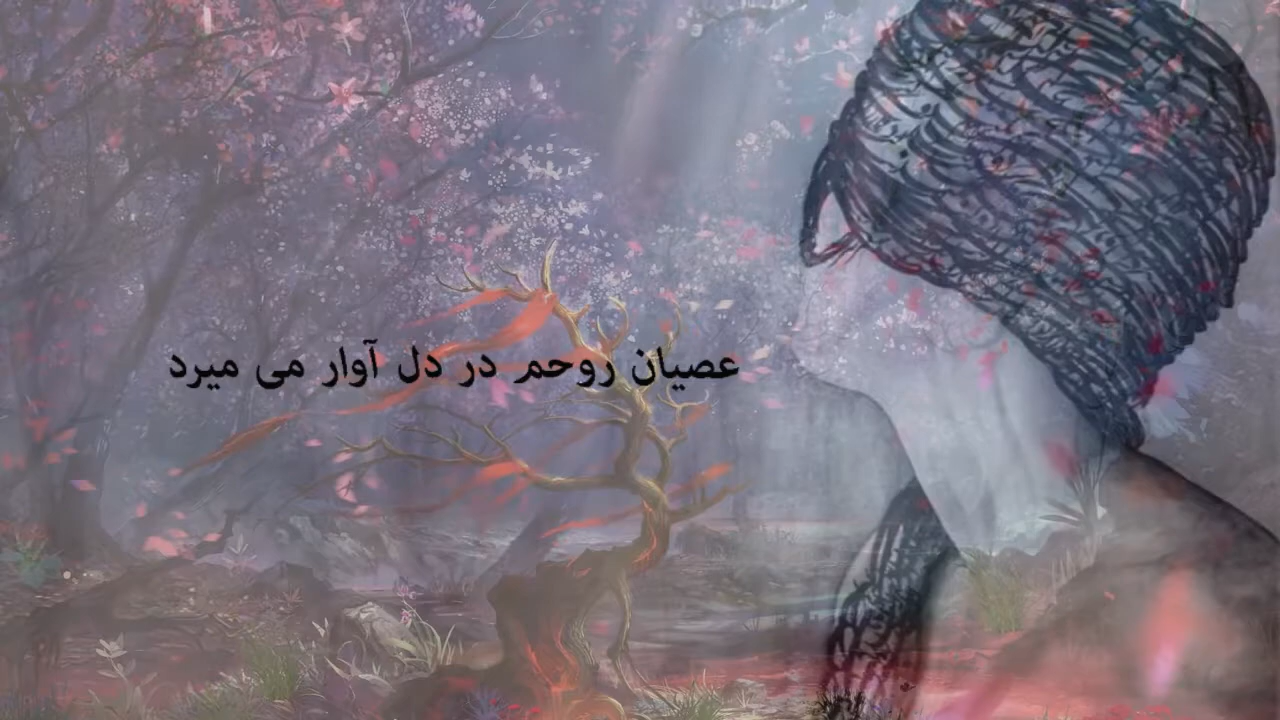 عصیان روحم در دل آوار می میرد